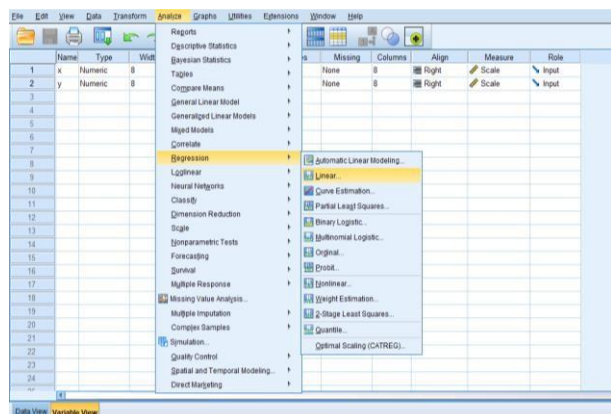 File Edit View Data Transform Analyze Graphs Utilities Extensions Window Help
Name Type Widt s Missing Columns Align Measure Role
1 x Numeric 8 None 8 Right Scale Input
2 y Numeric 8 None 8 Right Scale Input
3
4
5
6
7
8
9
10
11
12
13
14
15
16
17
18
19
20
21
22
23
24
Reports
Descriptive Statistics
Bayesian Statistics
Tables
Compare Means
General Linear Model
Generalized Linear Models
Mixed Models
Correlate
Regression
Loglinear
Neural Networks
Classify
Dimension Reduction
Scale
Nonparametric Tests
Forecasting
Survival
Multiple Response
Missing Value Analysis...
Multiple Imputation
Complex Samples
Simulation...
Quality Control
Spatial and Temporal Modeling...
Direct Marketing
Automatic Linear Modeling...
Linear...
Curve Estimation...
Partial Least Squares...
Binary Logistic...
Multinomial Logistic...
Ordinal...
Probit...
Nonlinear...
Weight Estimation...
2-Stage Least Squares...
Quantile...
Optimal Scaling (CATREG)...
Data View Variable View